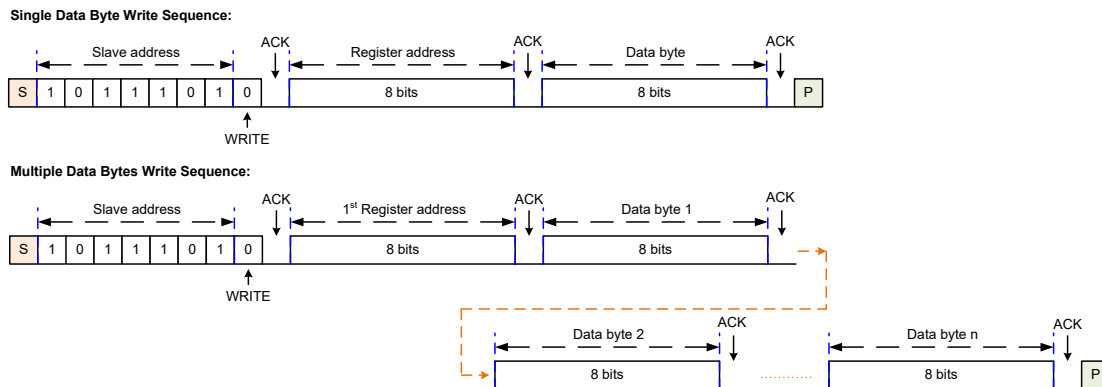 Single Data Byte Write Sequence:
ACK ACK ACK
Slave address Register address Data byte
S 1 0 1 1 1 0 1 0 8 bits 8 bits P
WRITE
Multiple Data Bytes Write Sequence:
ACK ACK ACK
Slave address 1st Register address Data byte 1
S 1 0 1 1 1 0 1 0 8 bits 8 bits
WRITE
ACK ACK
Data byte 2 Data byte n
8 bits ............... 8 bits P